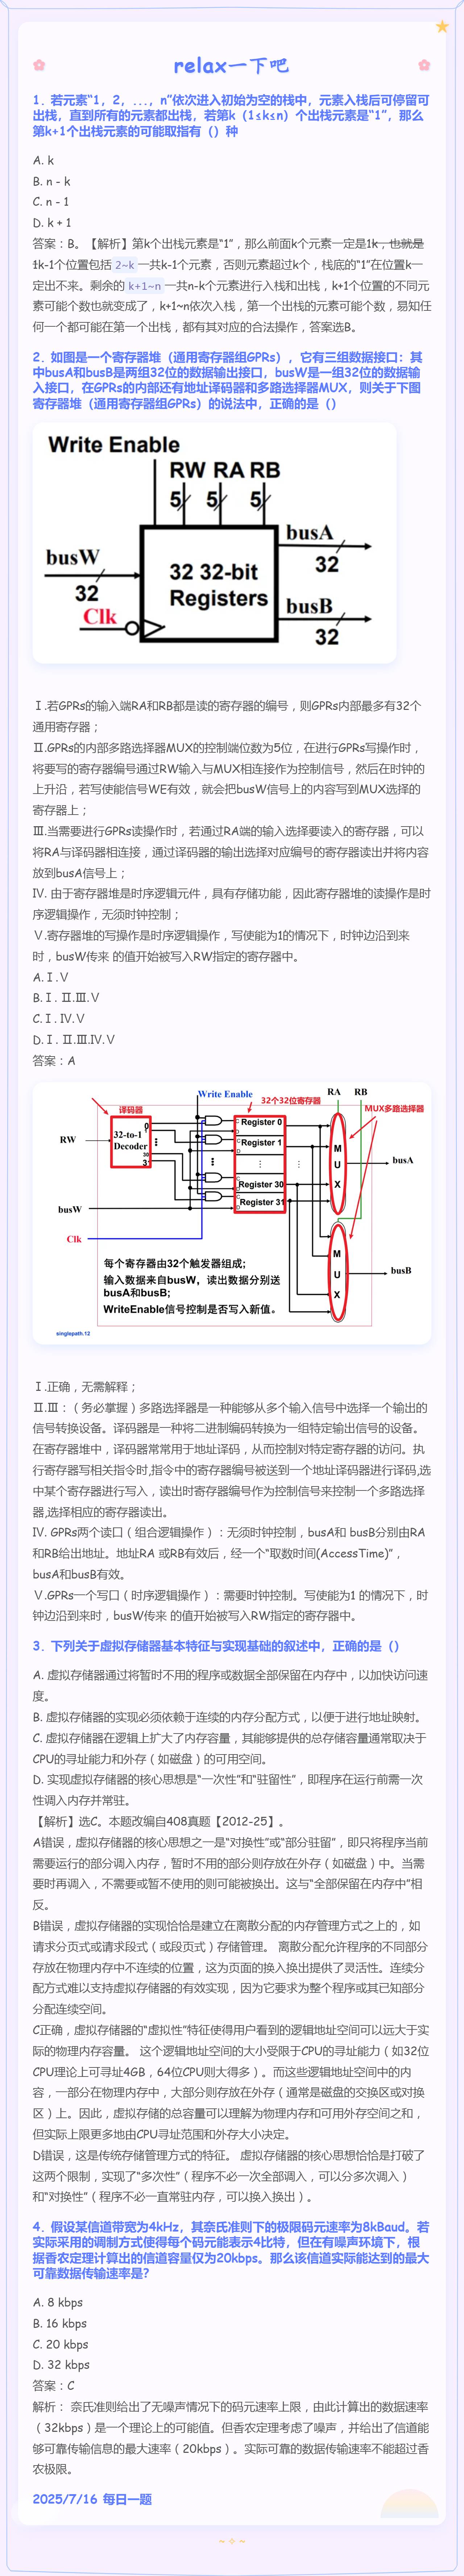 relax一下吧
1. 若元素“1，2，...，n”依次进入初始为空的栈中，元素入栈后可停留可
出栈，直到所有的元素都出栈，若第k（1≤k≤n）个出栈元素是“1”，那么
第k+1个出栈元素的可能取指有（）种
A. k
B. n - k
C. n - 1
D. k + 1
答案：B。【解析】第k个出栈元素是“1”，那么前面k个元素一定是1k，也就是
1k-1个位置包括 2~k 一共k-1个元素，否则元素超过k个，栈底的“1”在位置k一
定出不来。剩余的 k+1~n 一共n-k个元素进行入栈和出栈，k+1个位置的不同元
素可能个数也就变成了，k+1~n依次入栈，第一个出栈的元素可能个数，易知任
何一个都可能在第一个出栈，都有其对应的合法操作，答案选B。
2. 如图是一个寄存器堆（通用寄存器组GPRs），它有三组数据接口：其
中busA和busB是两组32位的数据输出接口，busW是一组32位的数据输
入接口，在GPRs的内部还有地址译码器和多路选择器MUX，则关于下图
寄存器堆（通用寄存器组GPRs）的说法中，正确的是（）
Write Enable
RW RA RB
5 5 5
busW
32
Clk
32 32-bit
Registers
busA
32
busB
32
Ⅰ.若GPRs的输入端RA和RB都是读的寄存器的编号，则GPRs内部最多有32个
通用寄存器；
Ⅱ.GPRs的内部多路选择器MUX的控制端位数为5位，在进行GPRs写操作时，
将要写的寄存器编号通过RW输入与MUX相连接作为控制信号，然后在时钟的
上升沿，若写使能信号WE有效，就会把busW信号上的内容写到MUX选择的
寄存器上；
Ⅲ.当需要进行GPRs读操作时，若通过RA端的输入选择要读入的寄存器，可以
将RA与译码器相连接，通过译码器的输出选择对应编号的寄存器读出并将内容
放到busA信号上；
Ⅳ. 由于寄存器堆是时序逻辑元件，具有存储功能，因此寄存器堆的读操作是时
序逻辑操作，无须时钟控制；
Ⅴ.寄存器堆的写操作是时序逻辑操作，写使能为1的情况下，时钟边沿到来
时，busW传来 的值开始被写入RW指定的寄存器中。
A.Ⅰ.Ⅴ
B.Ⅰ. Ⅱ.Ⅲ.Ⅴ
C.Ⅰ. Ⅳ.Ⅴ
D.Ⅰ. Ⅱ.Ⅲ.Ⅳ.Ⅴ
答案：A
Write Enable
译码器
32个32位寄存器
RA RB
MUX多路选择器
RW
32-to-1
Decoder
0
1
30
31
Register 0
Register 1
Register 30
Register 31
M
U
X
busA
busW
Clk
M
U
X
busB
每个寄存器由32个触发器组成;
输入数据来自busW，读出数据分别送
busA和busB;
WriteEnable信号控制是否写入新值。
singlepath.12
Ⅰ.正确，无需解释；
Ⅱ.Ⅲ：（务必掌握）多路选择器是一种能够从多个输入信号中选择一个输出的
信号转换设备。译码器是一种将二进制编码转换为一组特定输出信号的设备。
在寄存器堆中，译码器常常用于地址译码，从而控制对特定寄存器的访问。执
行寄存器写相关指令时,指令中的寄存器编号被送到一个地址译码器进行译码,选
中某个寄存器进行写入，读出时寄存器编号作为控制信号来控制一个多路选择
器,选择相应的寄存器读出。
Ⅳ. GPRs两个读口（组合逻辑操作）：无须时钟控制，busA和 busB分别由RA
和RB给出地址。地址RA 或RB有效后，经一个“取数时间(AccessTime)”，
busA和busB有效。
Ⅴ.GPRs一个写口（时序逻辑操作）：需要时钟控制。写使能为1 的情况下，时
钟边沿到来时，busW传来 的值开始被写入RW指定的寄存器中。
3. 下列关于虚拟存储器基本特征与实现基础的叙述中，正确的是（）
A. 虚拟存储器通过将暂时不用的程序或数据全部保留在内存中，以加快访问速
度。
B. 虚拟存储器的实现必须依赖于连续的内存分配方式，以便于进行地址映射。
C. 虚拟存储器在逻辑上扩大了内存容量，其能够提供的总存储容量通常取决于
CPU的寻址能力和外存（如磁盘）的可用空间。
D. 实现虚拟存储器的核心思想是“一次性”和“驻留性”，即程序在运行前需一次
性调入内存并常驻。
【解析】选C。本题改编自408真题【2012-25】。
A错误，虚拟存储器的核心思想之一是“对换性”或“部分驻留”，即只将程序当前
需要运行的部分调入内存，暂时不用的部分则存放在外存（如磁盘）中。当需
要时再调入，不需要或暂不使用的则可能被换出。这与“全部保留在内存中”相
反。
B错误，虚拟存储器的实现恰恰是建立在离散分配的内存管理方式之上的，如
请求分页式或请求段式（或段页式）存储管理。 离散分配允许程序的不同部分
存放在物理内存中不连续的位置，这为页面的换入换出提供了灵活性。连续分
配方式难以支持虚拟存储器的有效实现，因为它要求为整个程序或其已知部分
分配连续空间。
C正确，虚拟存储器的“虚拟性”特征使得用户看到的逻辑地址空间可以远大于实
际的物理内存容量。 这个逻辑地址空间的大小受限于CPU的寻址能力（如32位
CPU理论上可寻址4GB，64位CPU则大得多）。而这些逻辑地址空间中的内
容，一部分在物理内存中，大部分则存放在外存（通常是磁盘的交换区或对换
区）上。因此，虚拟存储的总容量可以理解为物理内存和可用外存空间之和，
但实际上限更多地由CPU寻址范围和外存大小决定。
D错误，这是传统存储管理方式的特征。 虚拟存储器的核心思想恰恰是打破了
这两个限制，实现了“多次性”（程序不必一次全部调入，可以分多次调入）
和“对换性”（程序不必一直常驻内存，可以换入换出）。
4. 假设某信道带宽为4kHz，其奈氏准则下的极限码元速率为8kBaud。若
实际采用的调制方式使得每个码元能表示4比特，但在有噪声环境下，根
据香农定理计算出的信道容量仅为20kbps。那么该信道实际能达到的最大
可靠数据传输速率是?
A. 8 kbps
B. 16 kbps
C. 20 kbps
D. 32 kbps
答案：C
解析： 奈氏准则给出了无噪声情况下的码元速率上限，由此计算出的数据速率
（32kbps）是一个理论上的可能值。但香农定理考虑了噪声，并给出了信道能
够可靠传输信息的最大速率（20kbps）。实际可靠的数据传输速率不能超过香
农极限。
2025/7/16 每日一题